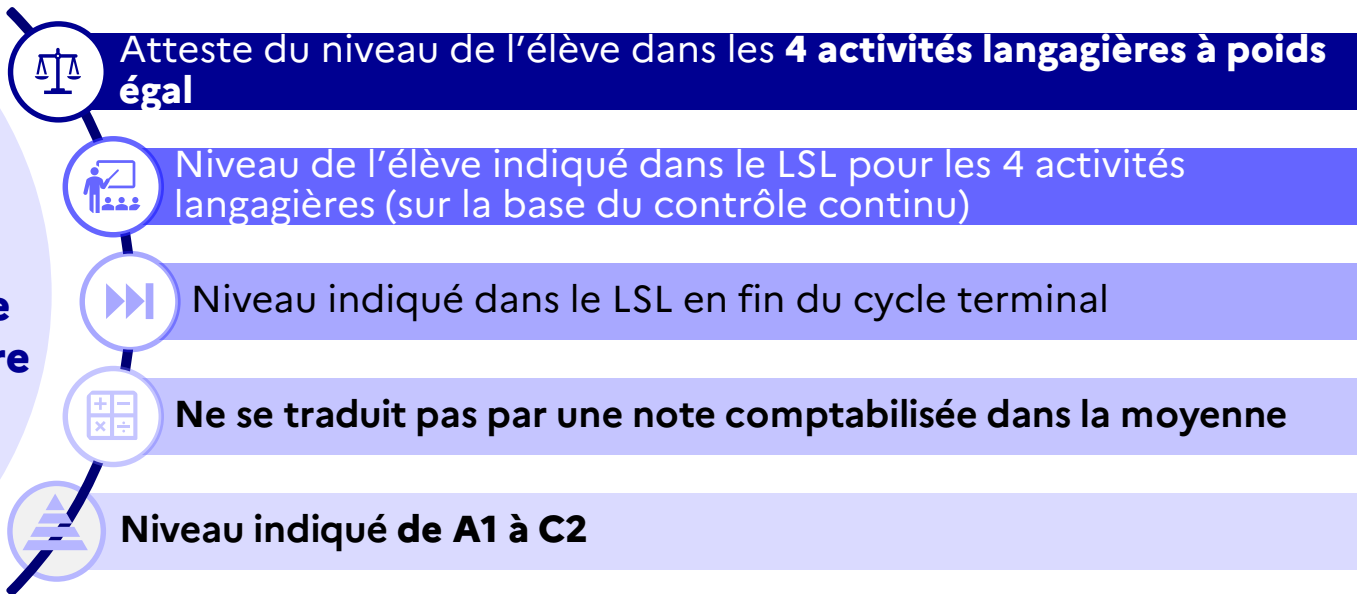 Atteste du niveau de l’élève dans les 4 activités langagières à poids
égal
Niveau de l’élève indiqué dans le LSL pour les 4 activités
langagières (sur la base du contrôle continu)
Niveau indiqué dans le LSL en fin du cycle terminal
e
re
Ne se traduit pas par une note comptabilisée dans la moyenne
Niveau indiqué de A1 à C2